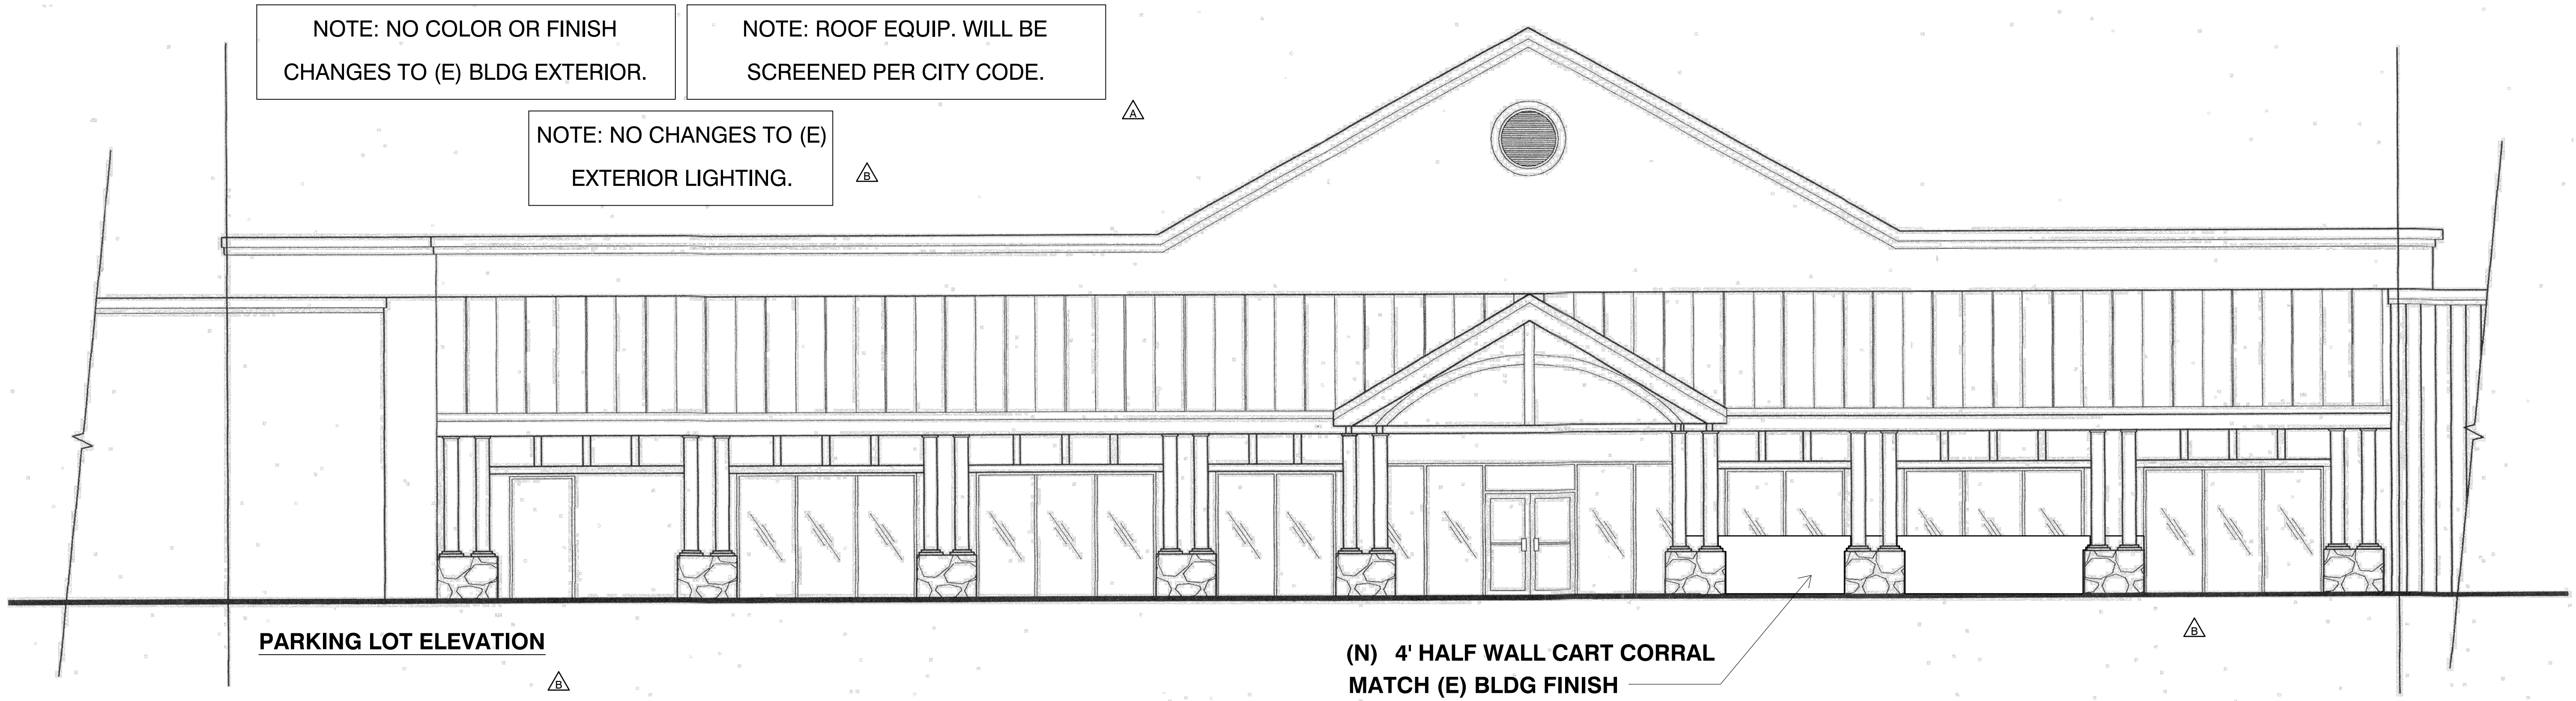 NOTE: NO COLOR OR FINISH
CHANGES TO (E) BLDG EXTERIOR.
NOTE: ROOF EQUIP. WILL BE
SCREENED PER CITY CODE.
A
NOTE: NO CHANGES TO (E)
EXTERIOR LIGHTING.
B
PARKING LOT ELEVATION
B
(N) 4' HALF WALL CART CORRAL
MATCH (E) BLDG FINISH
B